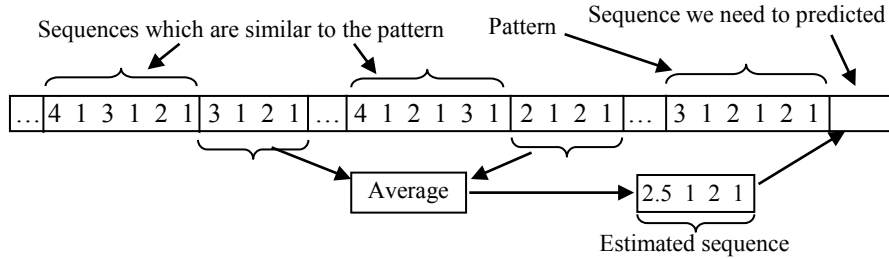 Sequence we need to predicted
Sequences which are similar to the pattern
Pattern
… 4 1 3 1 2 1 3 1 2 1 … 4 1 2 1 3 1 2 1 2 1 … 3 1 2 1 2 1
Average
2.5 1 2 1
Estimated sequence